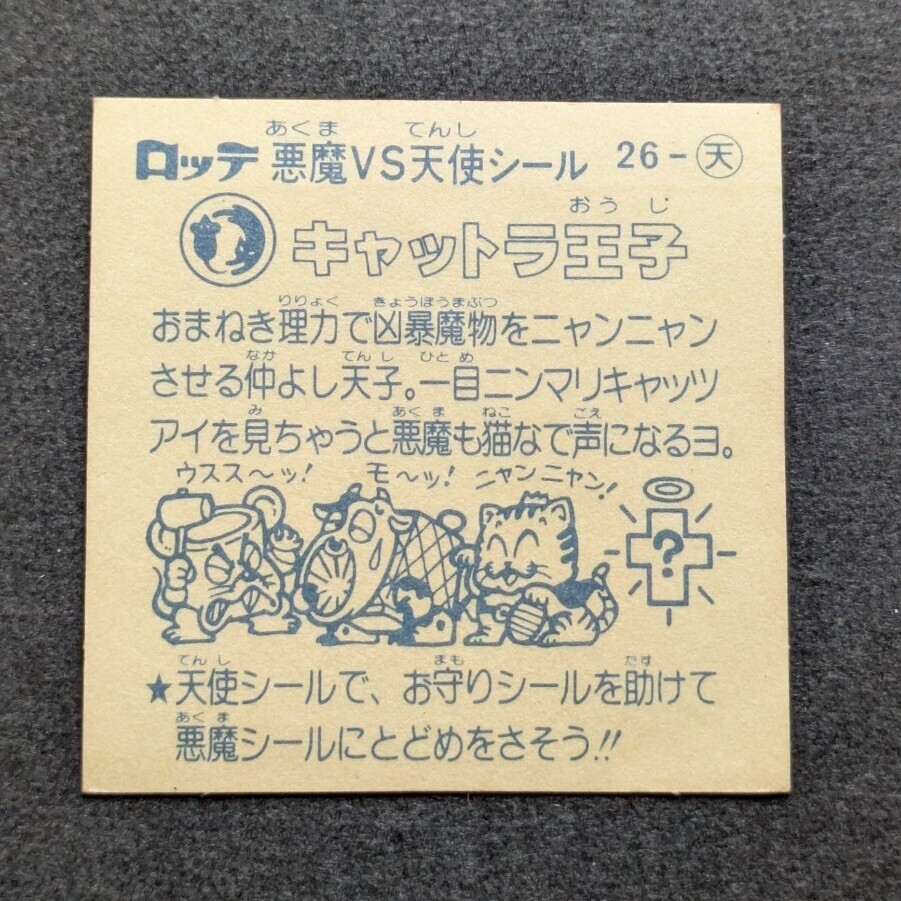 あくま てんし
ロッテ 悪魔VS天使シール 26-天
おうじ
キャットラ王子
りりょく きょうぼうまぶつ
おまねき理力で凶暴魔物をニャンニャン
なか てんし ひとめ
させる仲よし天子。一目ニンマリキャッツ
み あくま ねこ こえ
アイを見ちゃうと悪魔も猫なで声になるヨ。
ウスス〜ッ! モ〜ッ! ニャンニャン!
?
てんし まも たす
★天使シールで、お守りシールを助けて
あくま
悪魔シールにとどめをさそう!!